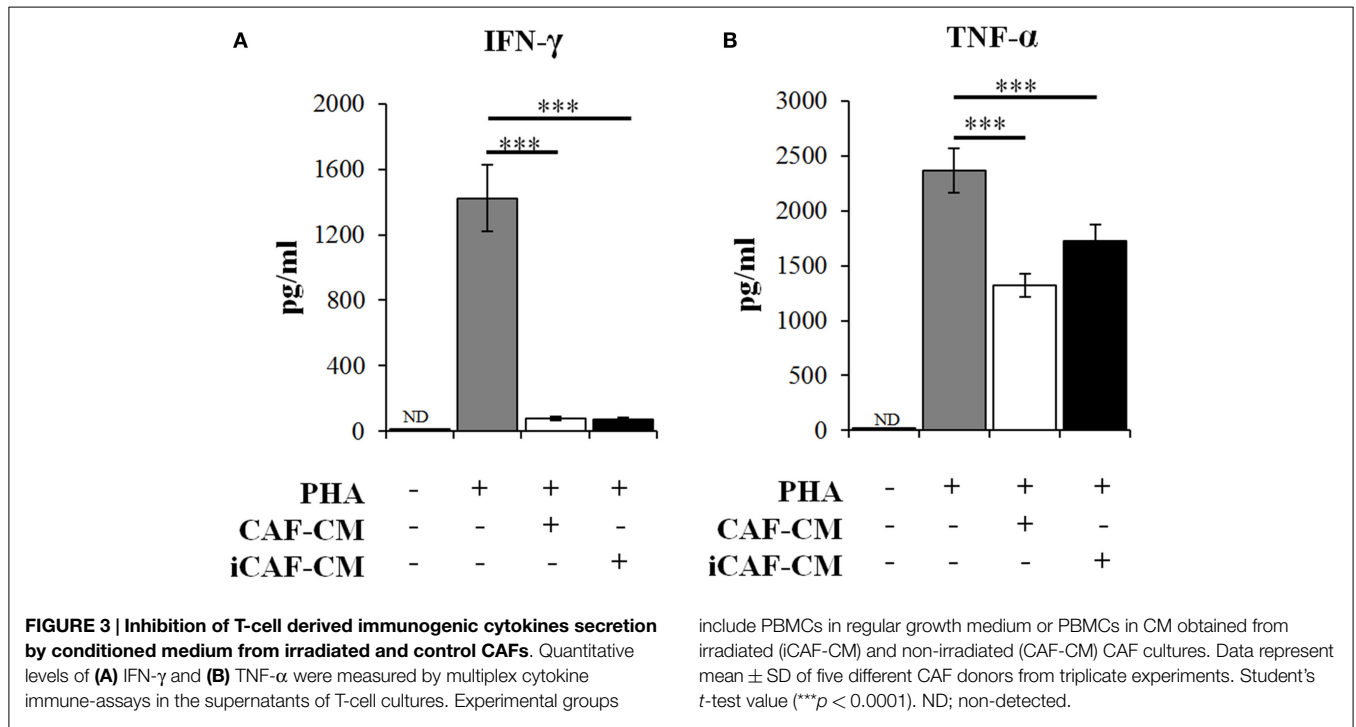 A
IFN-γ
2000
1600
1200
800
400
0
pg/ml
***
***
ND
PHA - + + +
CAF-CM - - + -
iCAF-CM - - - +
B
TNF-α
3000
2500
2000
1500
1000
500
0
pg/ml
***
***
ND
PHA - + + +
CAF-CM - - + -
iCAF-CM - - - +
FIGURE 3 | Inhibition of T-cell derived immunogenic cytokines secretion
by conditioned medium from irradiated and control CAFs. Quantitative
levels of (A) IFN-γ and (B) TNF-α were measured by multiplex cytokine
immune-assays in the supernatants of T-cell cultures. Experimental groups
include PBMCs in regular growth medium or PBMCs in CM obtained from
irradiated (iCAF-CM) and non-irradiated (CAF-CM) CAF cultures. Data represent
mean ± SD of five different CAF donors from triplicate experiments. Student's
t-test value (***p < 0.0001). ND; non-detected.